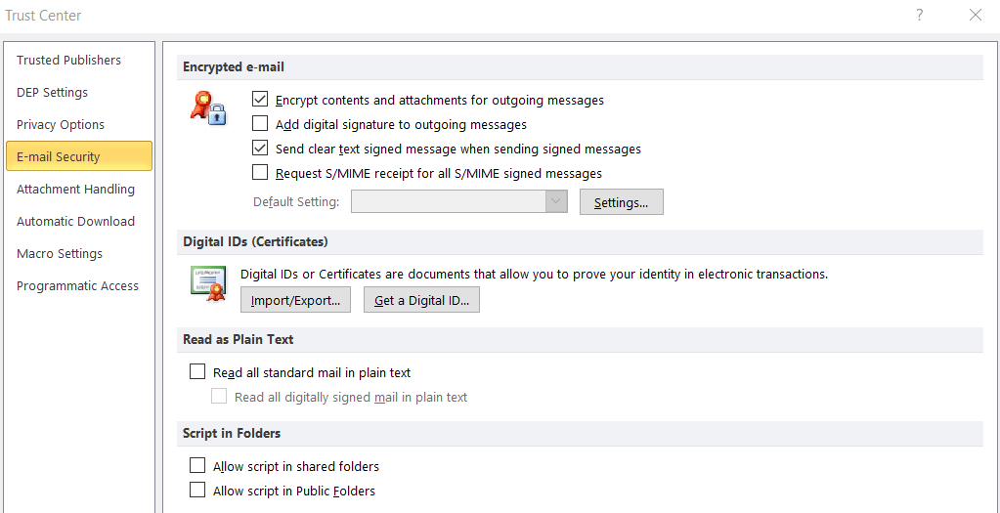 Trust Center
?
Trusted Publishers
DEP Settings
Privacy Options
E-mail Security
Attachment Handling
Automatic Download
Macro Settings
Programmatic Access
Encrypted e-mail
Encrypt contents and attachments for outgoing messages
Add digital signature to outgoing messages
Send clear text signed message when sending signed messages
Request S/MIME receipt for all S/MIME signed messages
Default Setting:
Settings...
Digital IDs (Certificates)
Digital IDs or Certificates are documents that allow you to prove your identity in electronic transactions.
Import/Export... Get a Digital ID...
Read as Plain Text
Read all standard mail in plain text
Read all digitally signed mail in plain text
Script in Folders
Allow script in shared folders
Allow script in Public Folders